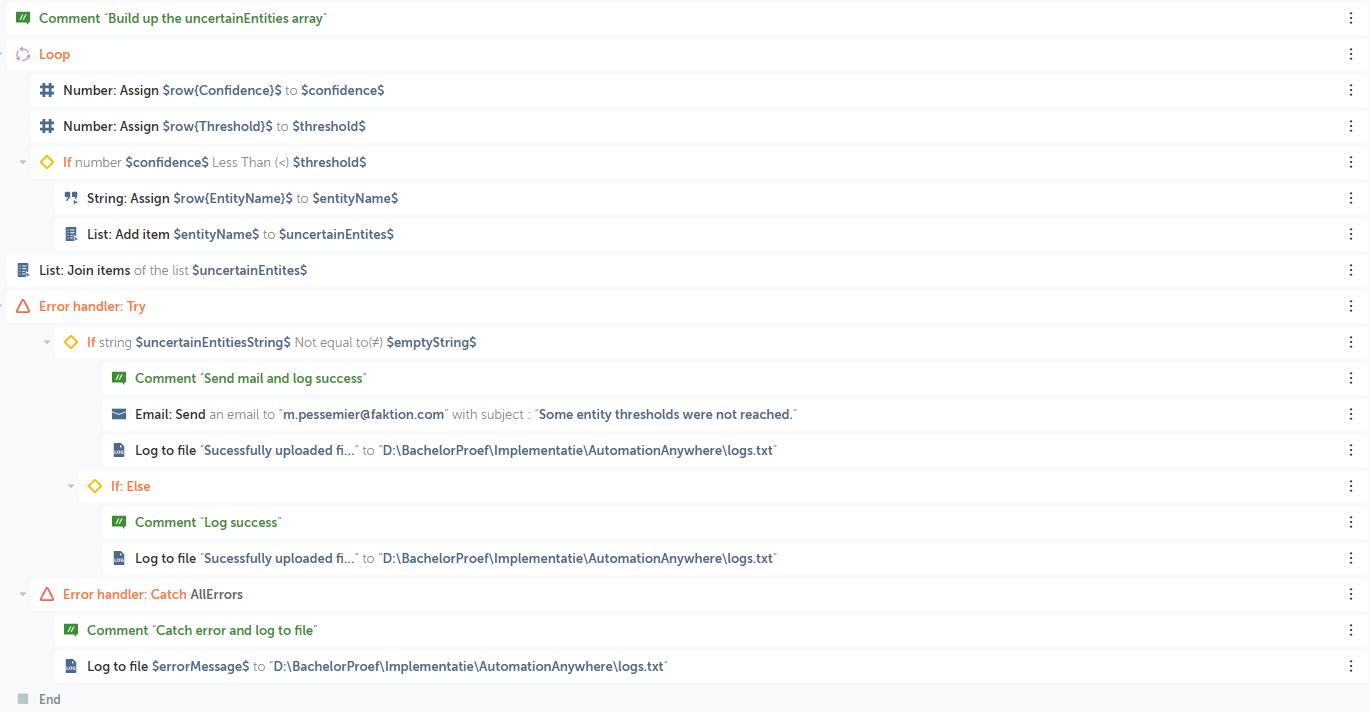 Comment "Build up the uncertainEntities array"
Loop
Number: Assign $row{Confidence}$ to $confidence$
Number: Assign $row{Threshold}$ to $threshold$
If number $confidence$ Less Than (<) $threshold$
String: Assign $row{EntityName}$ to $entityName$
List: Add item $entityName$ to $uncertainEntites$
List: Join items of the list $uncertainEntites$
Error handler: Try
If string $uncertainEntitiesString$ Not equal to(≠) $emptyString$
Comment "Send mail and log success"
Email: Send an email to "m.pessemier@faktion.com" with subject : "Some entity thresholds were not reached."
Log to file "Sucessfully uploaded fi..." to "D:\BachelorProef\Implementatie\AutomationAnywhere\logs.txt"
If: Else
Comment "Log success"
Log to file "Sucessfully uploaded fi..." to "D:\BachelorProef\Implementatie\AutomationAnywhere\logs.txt"
Error handler: Catch AllErrors
Comment "Catch error and log to file"
Log to file $errorMessage$ to "D:\BachelorProef\Implementatie\AutomationAnywhere\logs.txt"
End